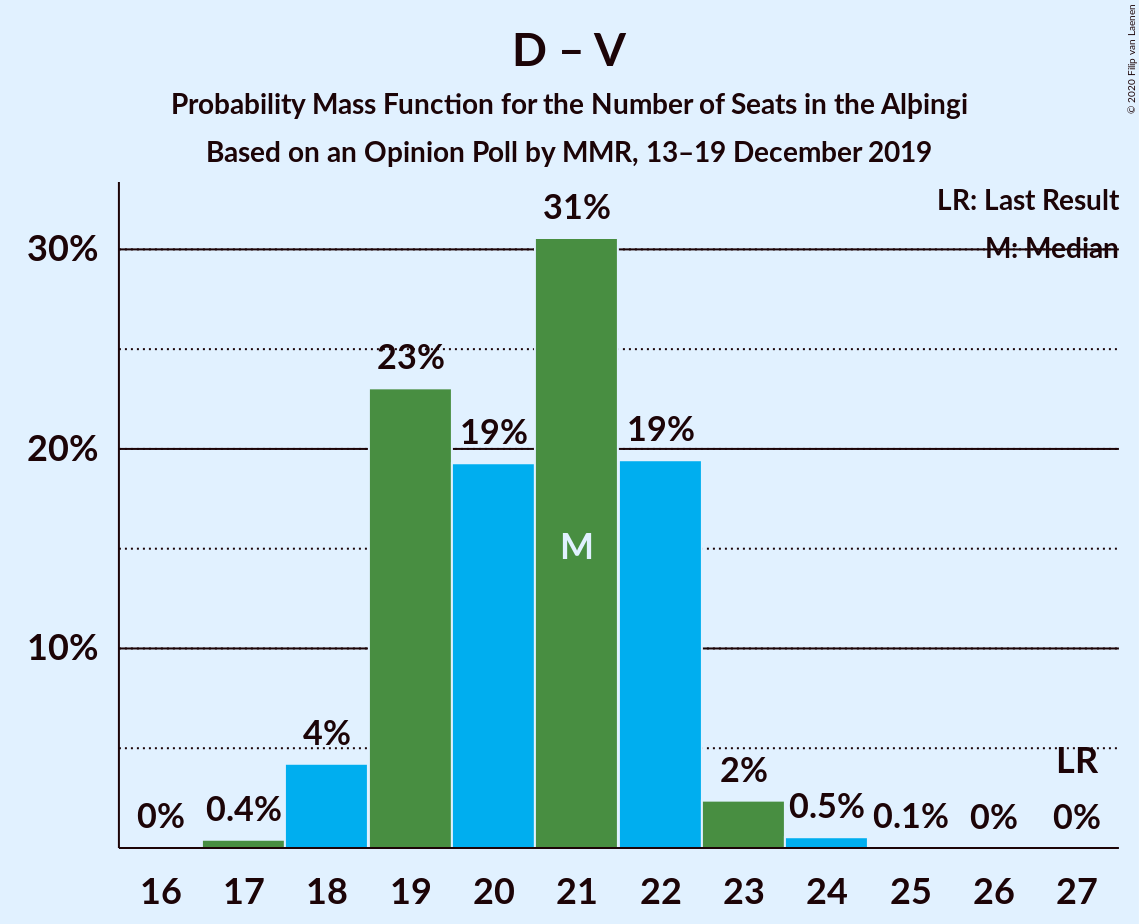 D – V
Probability Mass Function for the Number of Seats in the Alþingi
Based on an Opinion Poll by MMR, 13–19 December 2019
© 2020 Filip van Laenen
LR: Last Result
M: Median
30%
20%
10%
0%
0.4%
4%
23%
19%
31%
19%
2%
0.5%
0.1%
0%
0%
M
LR
16 17 18 19 20 21 22 23 24 25 26 27